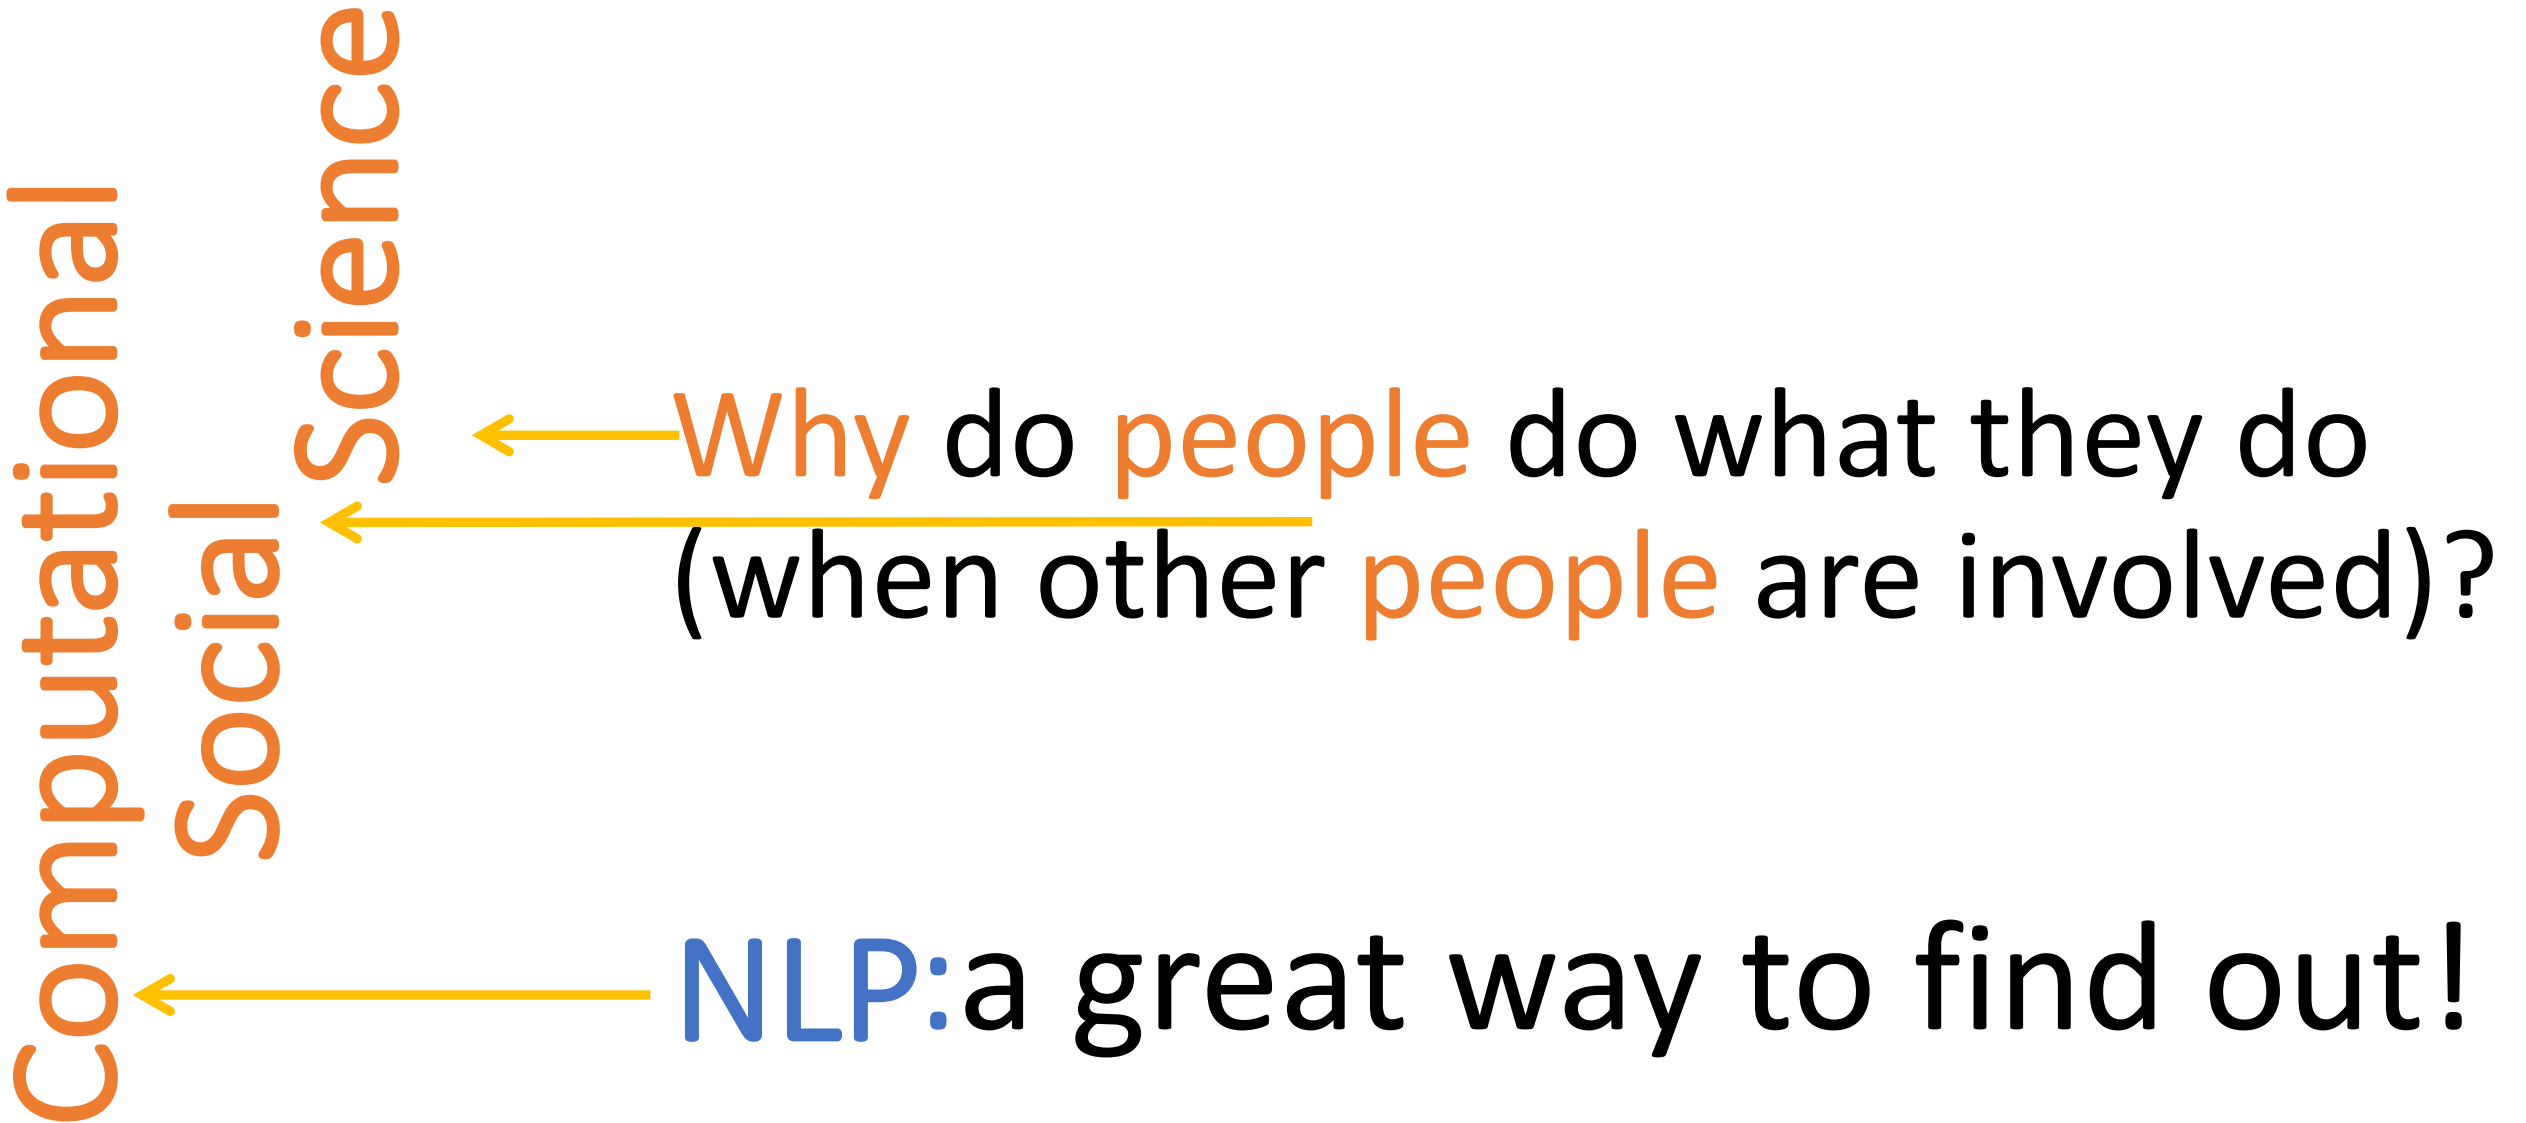 Computational
Social
Science
Why do people do what they do
(when other people are involved)?
NLP:a great way to find out!